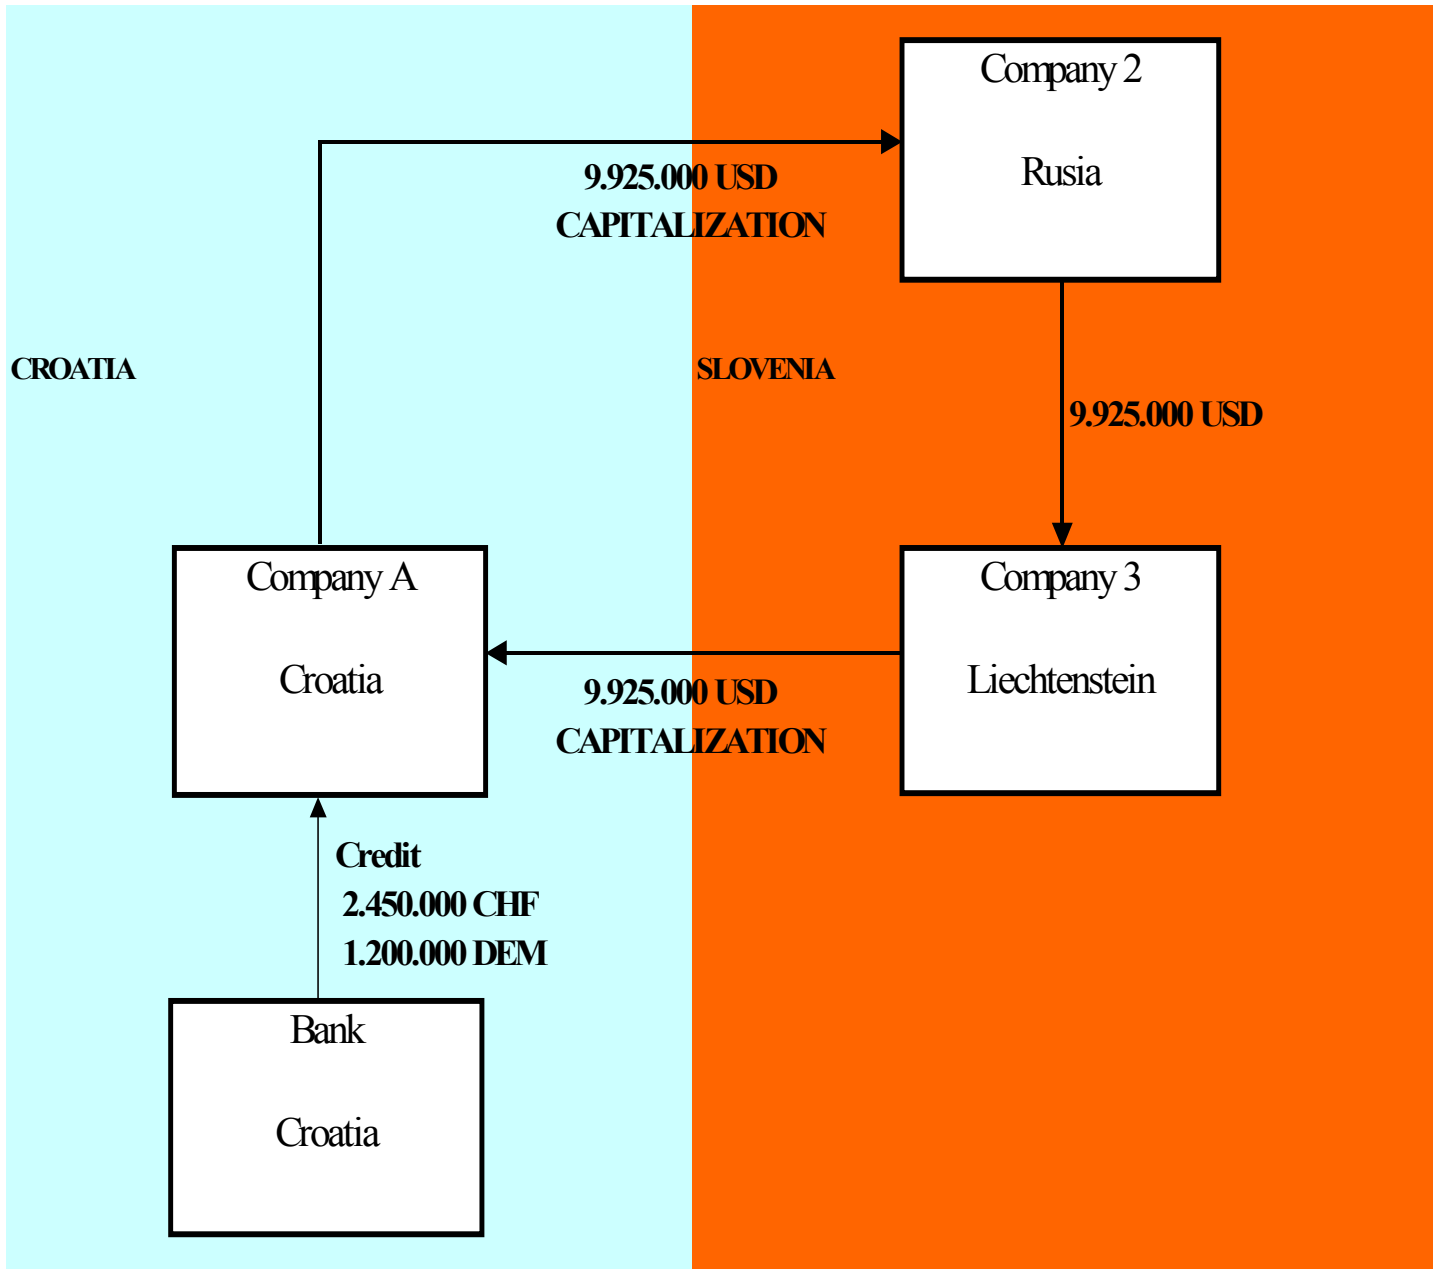 Company 2
Rusia
9.925.000 USD
CAPITALIZATION
CROATIA
SLOVENIA
9.925.000 USD
Company A
Croatia
Company 3
Liechtenstein
9.925.000 USD
CAPITALIZATION
Credit
2.450.000 CHF
1.200.000 DEM
Bank
Croatia